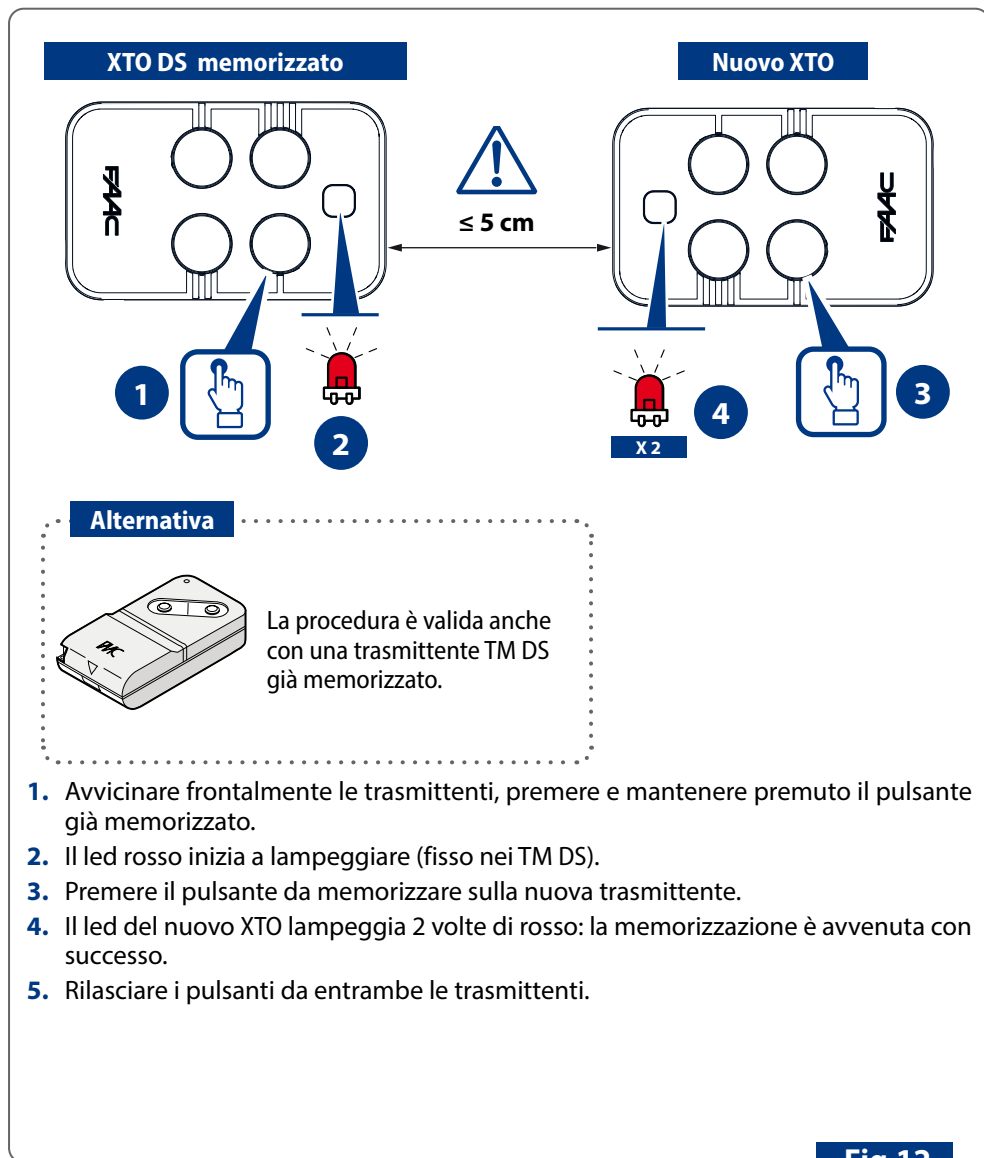 XTO DS memorizzato
Nuovo XTO
FAAC
≤ 5 cm
FAAC
1
2
X 2
4
3
Alternativa
FAAC
La procedura è valida anche
con una trasmittente TM DS
già memorizzato.
1. Avvicinare frontalmente le trasmittenti, premere e mantenere premuto il pulsante
già memorizzato.
2. Il led rosso inizia a lampeggiare (fisso nei TM DS).
3. Premere il pulsante da memorizzare sulla nuova trasmittente.
4. Il led del nuovo XTO lampeggia 2 volte di rosso: la memorizzazione è avvenuta con
successo.
5. Rilasciare i pulsanti da entrambe le trasmittenti.